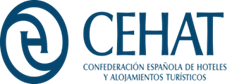 CEHAT
CONFEDERACIÓN ESPAÑOLA DE HOTELES
Y ALOJAMIENTOS TURÍSTICOS